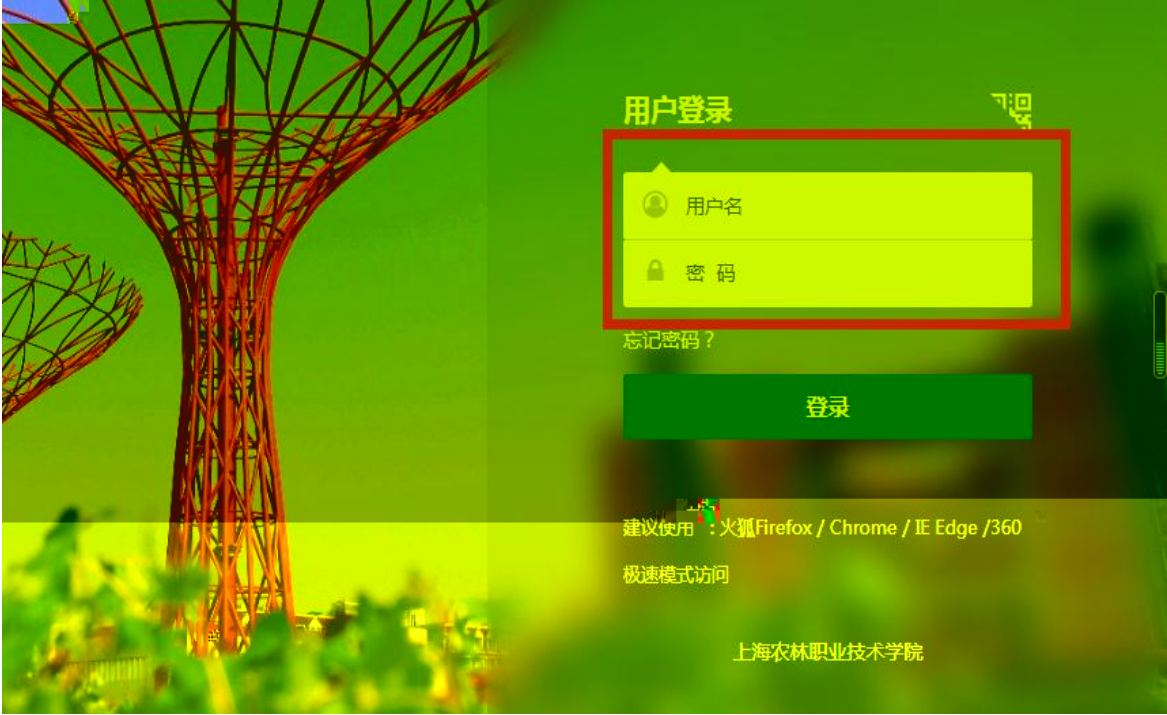 用户登录
用户名
密 码
忘记密码？
登录
建议使用 : 火狐Firefox / Chrome / IE Edge /360
极速模式访问
上海农林职业技术学院